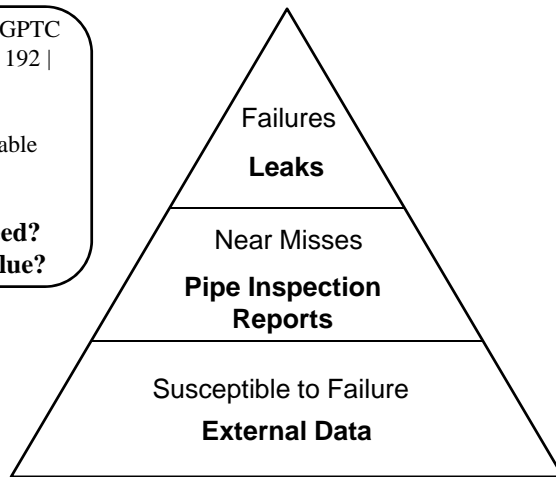 GPTC
192 |
able
ed?
lue?
Failures
Leaks
Near Misses
Pipe Inspection
Reports
Susceptible to Failure
External Data